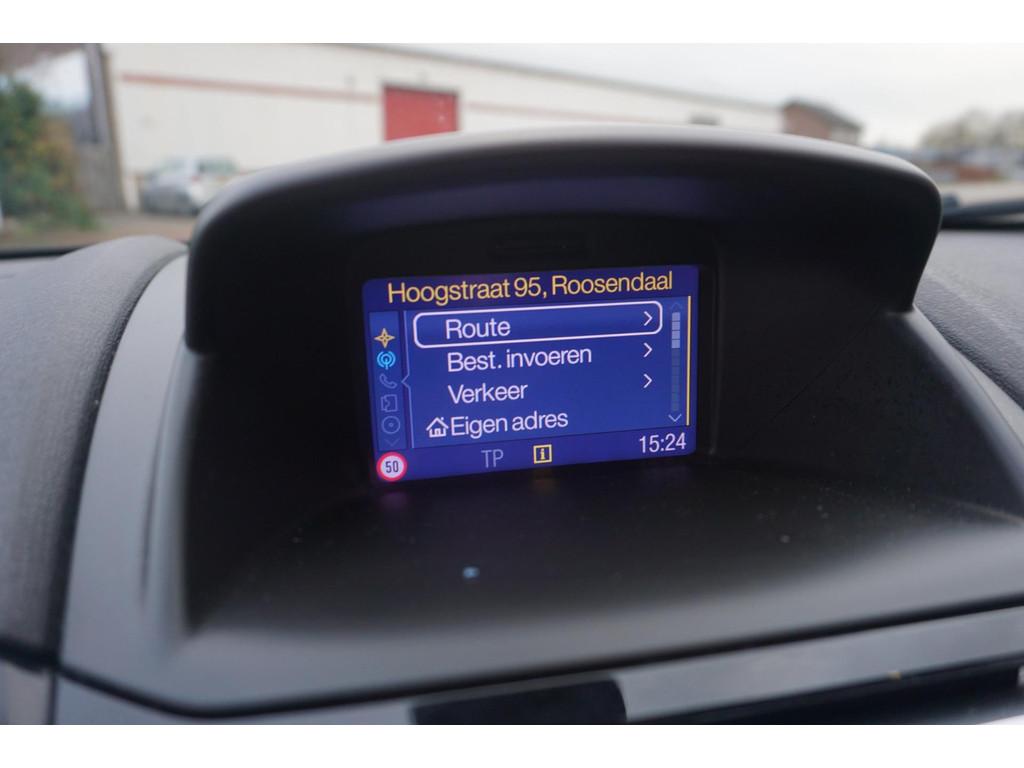 Hoogstraat 95, Roosendaal
Route
Best. invoeren
Verkeer
Eigen adres
50 TP i 15:24